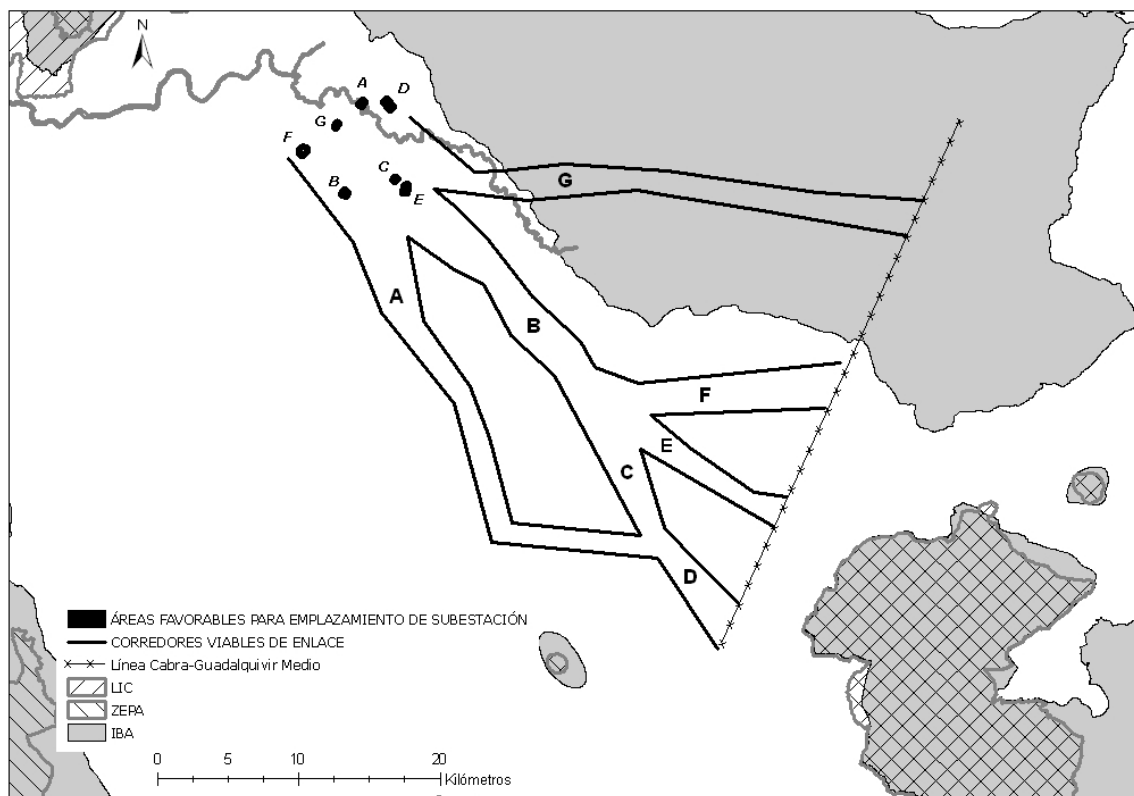 N
A
D
G
F
C
B
E
G
A
B
F
E
C
D
ÁREAS FAVORABLES PARA EMPLAZAMIENTO DE SUBESTACIÓN
CORREDORES VIABLES DE ENLACE
Línea Cabra-Guadalquivir Medio
LIC
ZEPA
IBA
0 5 10 20
Kilómetros